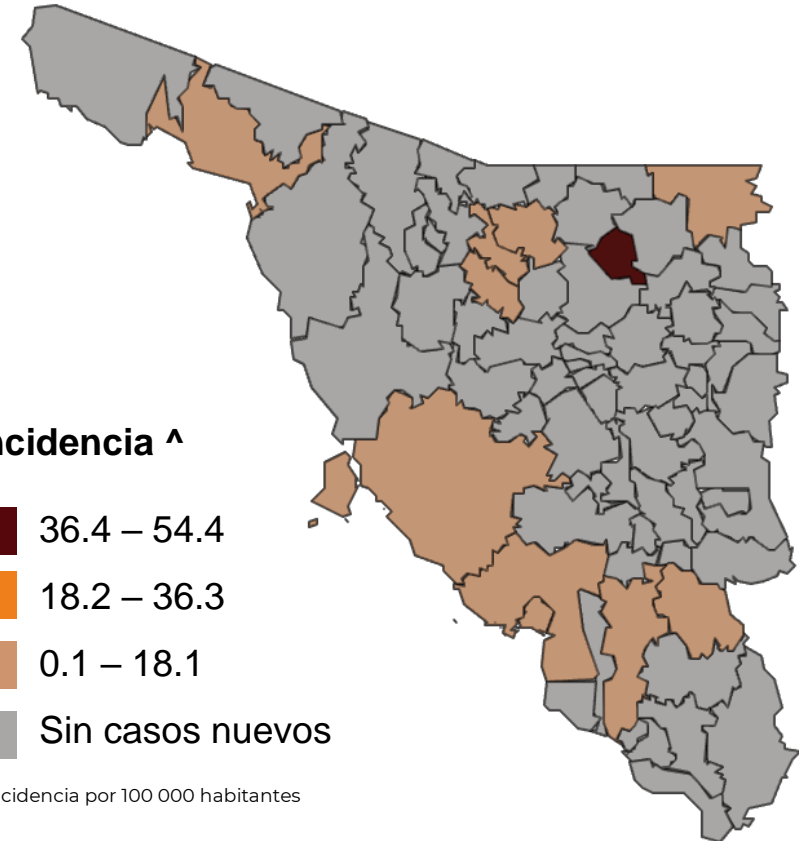 ncidencia ^
36.4 – 54.4
18.2 – 36.3
0.1 – 18.1
Sin casos nuevos
cidencia por 100 000 habitantes